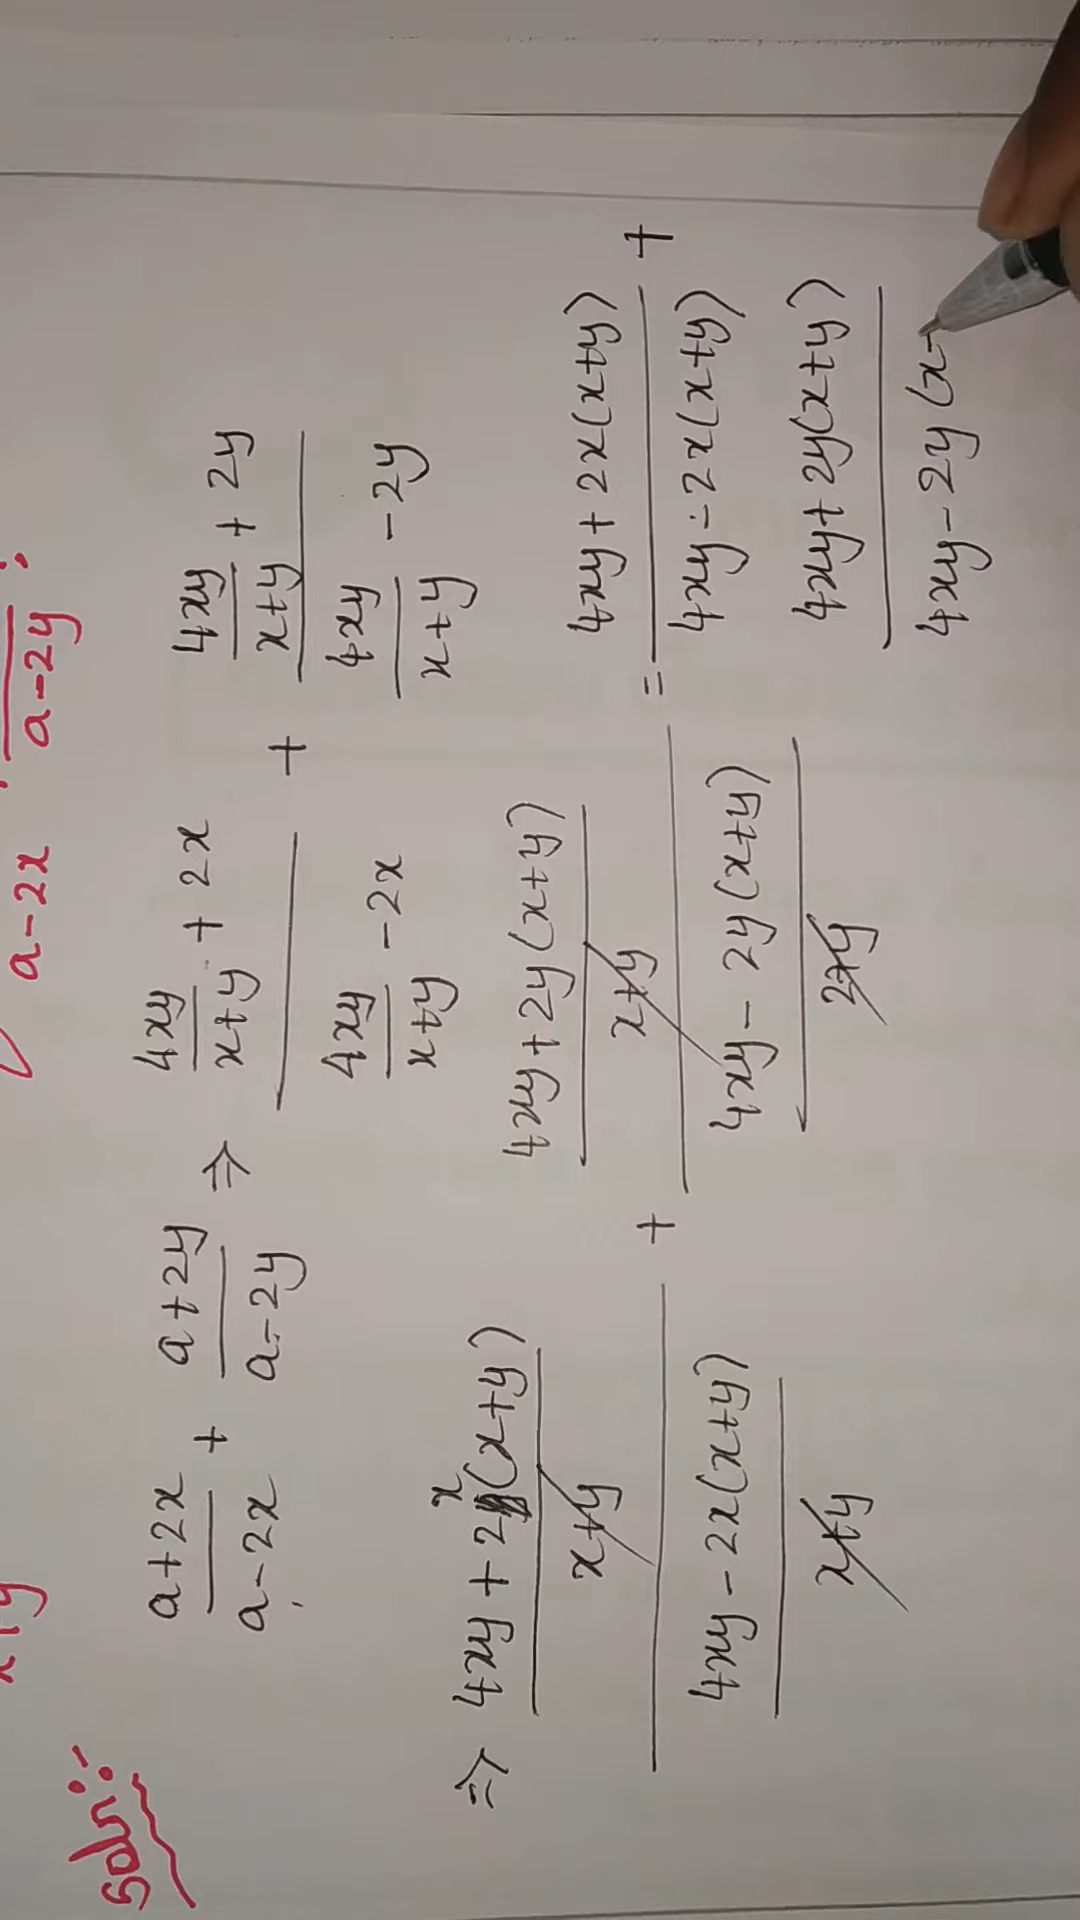 x+y
a-2x
a-2y
Soln:-
a+2x/a-2x + a+2y/a-2y ⇒ (4xy/x+y + 2x)/(4xy/x+y - 2x) + (4xy/x+y + 2y)/(4xy/x+y - 2y)
⇒ (4xy + 2x(x+y)/x+y)/(4xy - 2x(x+y)/x+y) + (4xy + 2y(x+y)/x+y)/(4xy - 2y(x+y)/2+y) = 4xy + 2x(x+y)/4xy - 2x(x+y) +
4xy + 2y(x+y)/4xy - 2y(x-